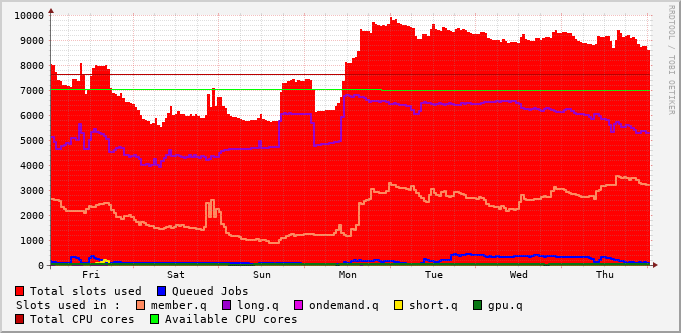 RRDTOOL / TOBI OETIKER
10000
9000
8000
7000
6000
5000
4000
3000
2000
1000
0
Fri Sat Sun Mon Tue Wed Thu
Total slots used Queued Jobs
Slots used in : member.q long.q ondemand.q short.q gpu.q
Total CPU cores Available CPU cores